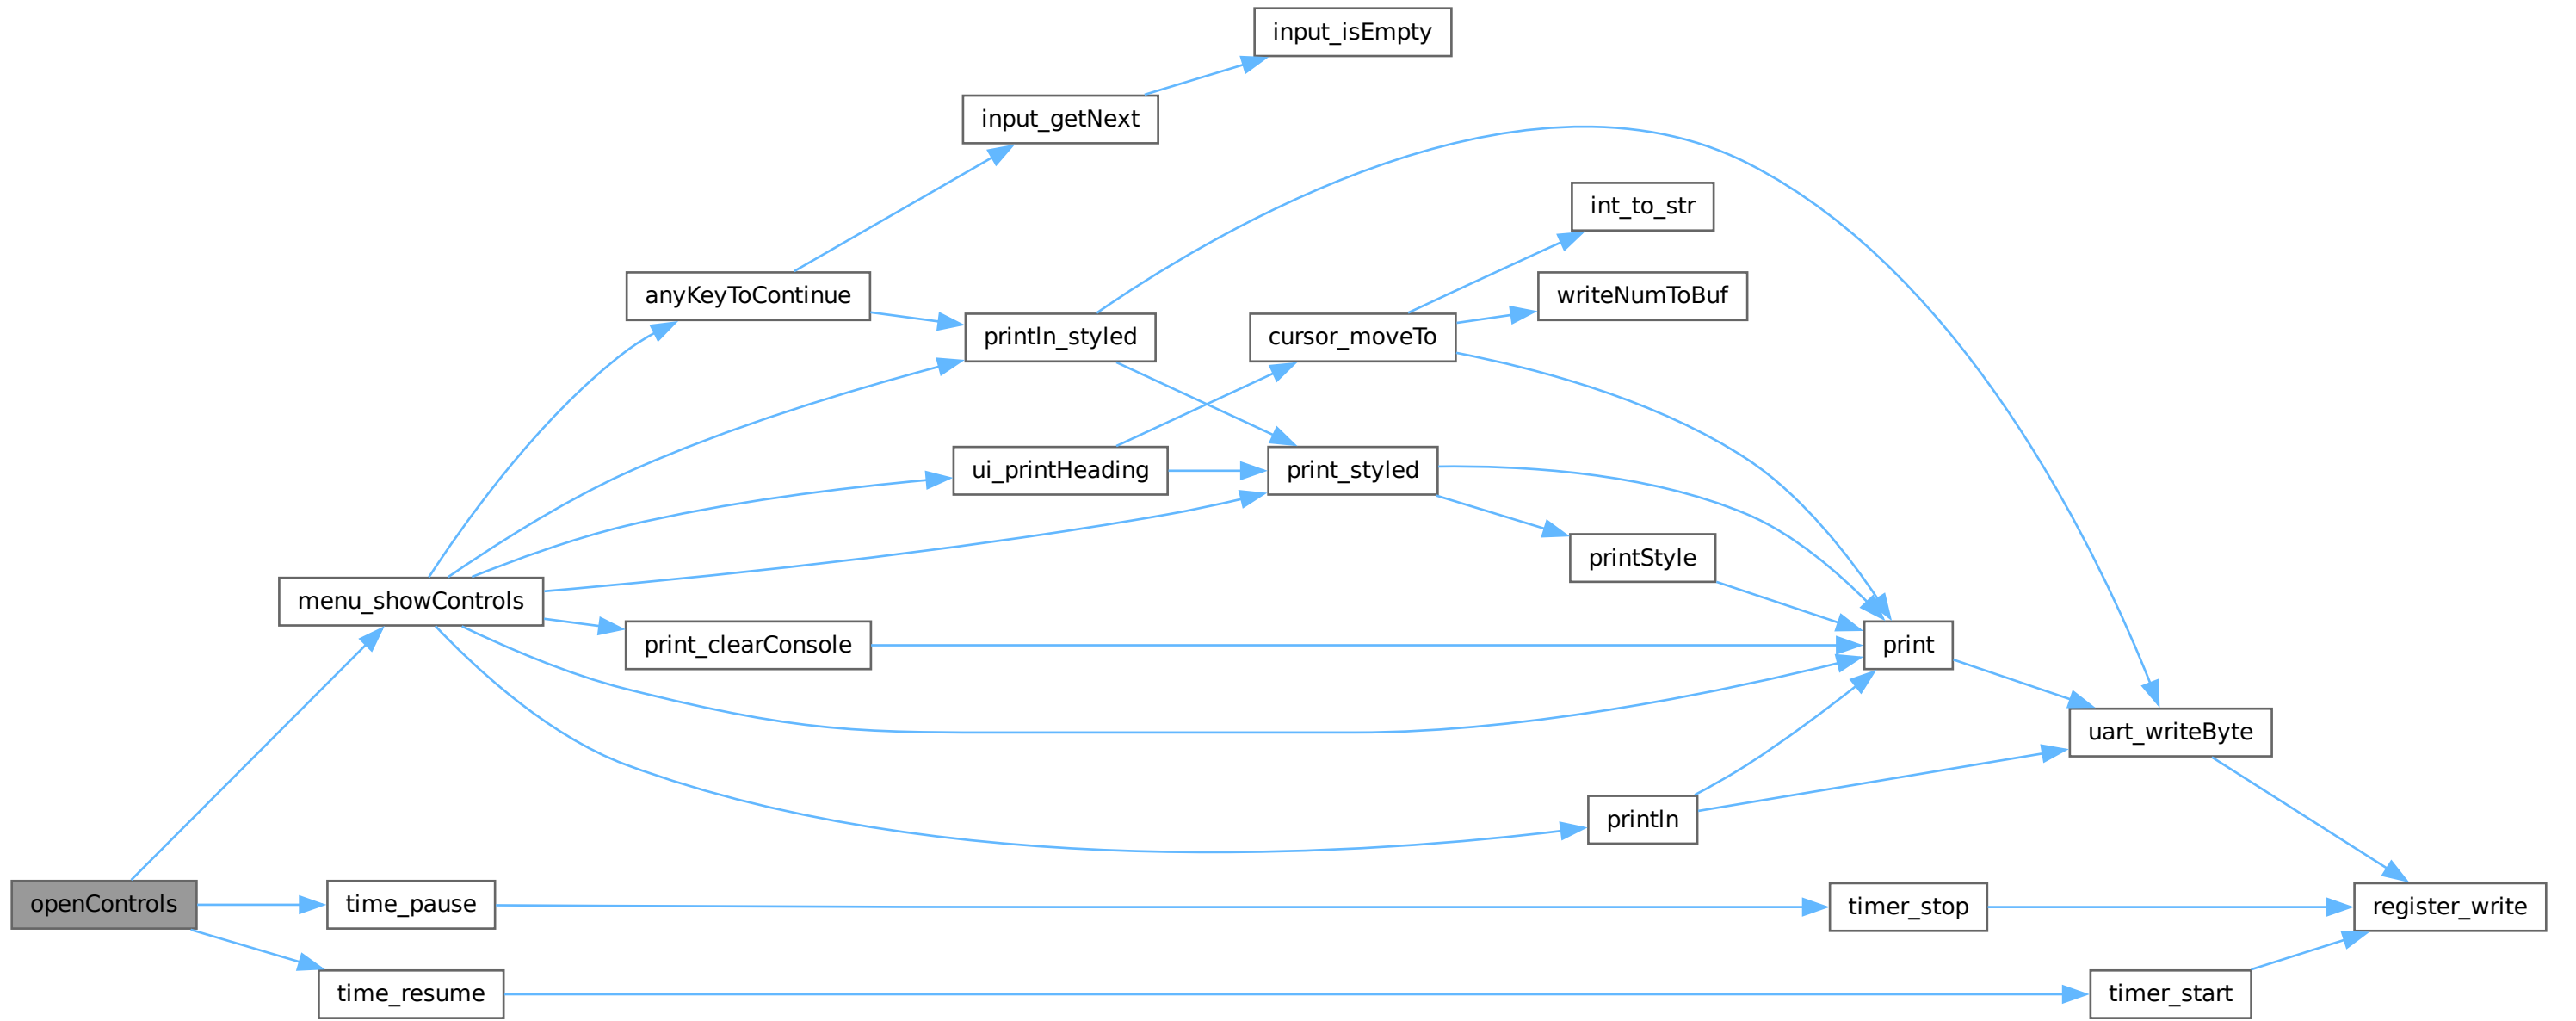 input_isEmpty
input_getNext
int_to_str
anyKeyToContinue
writeNumToBuf
println_styled
cursor_moveTo
ui_printHeading
print_styled
printStyle
menu_showControls
print_clearConsole
print
uart_writeByte
println
openControls
time_pause
timer_stop
register_write
time_resume
timer_start